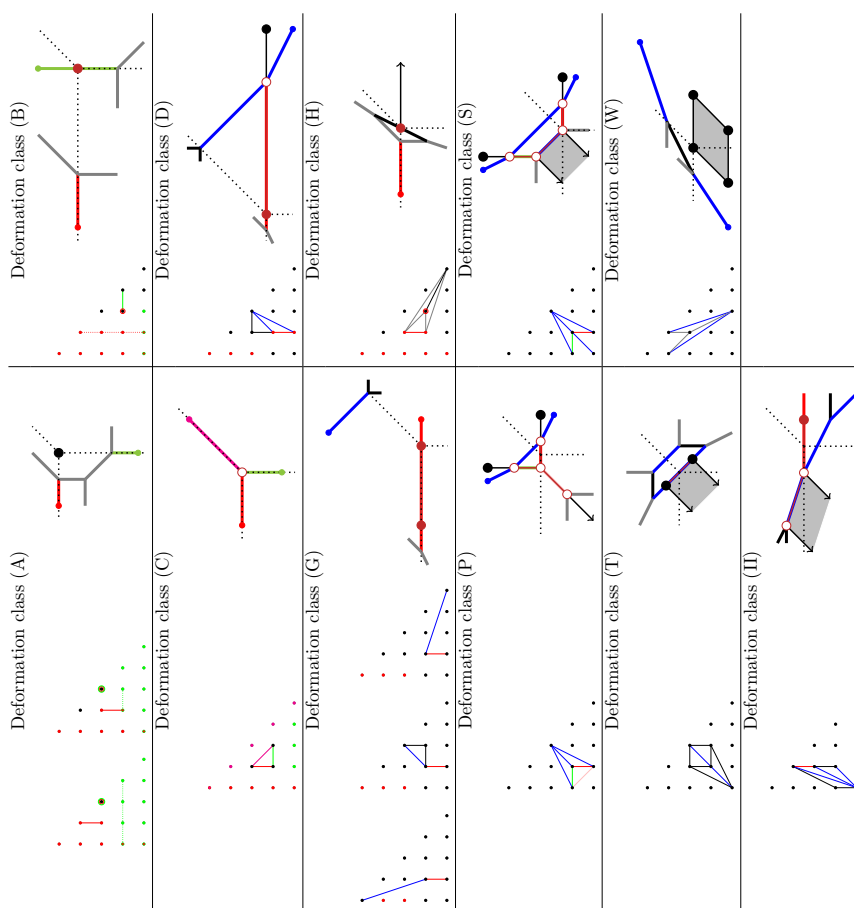 Deformation class (A)
Deformation class (B)
Deformation class (C)
Deformation class (D)
Deformation class (G)
Deformation class (H)
Deformation class (P)
Deformation class (S)
Deformation class (T)
Deformation class (W)
Deformation class (II)